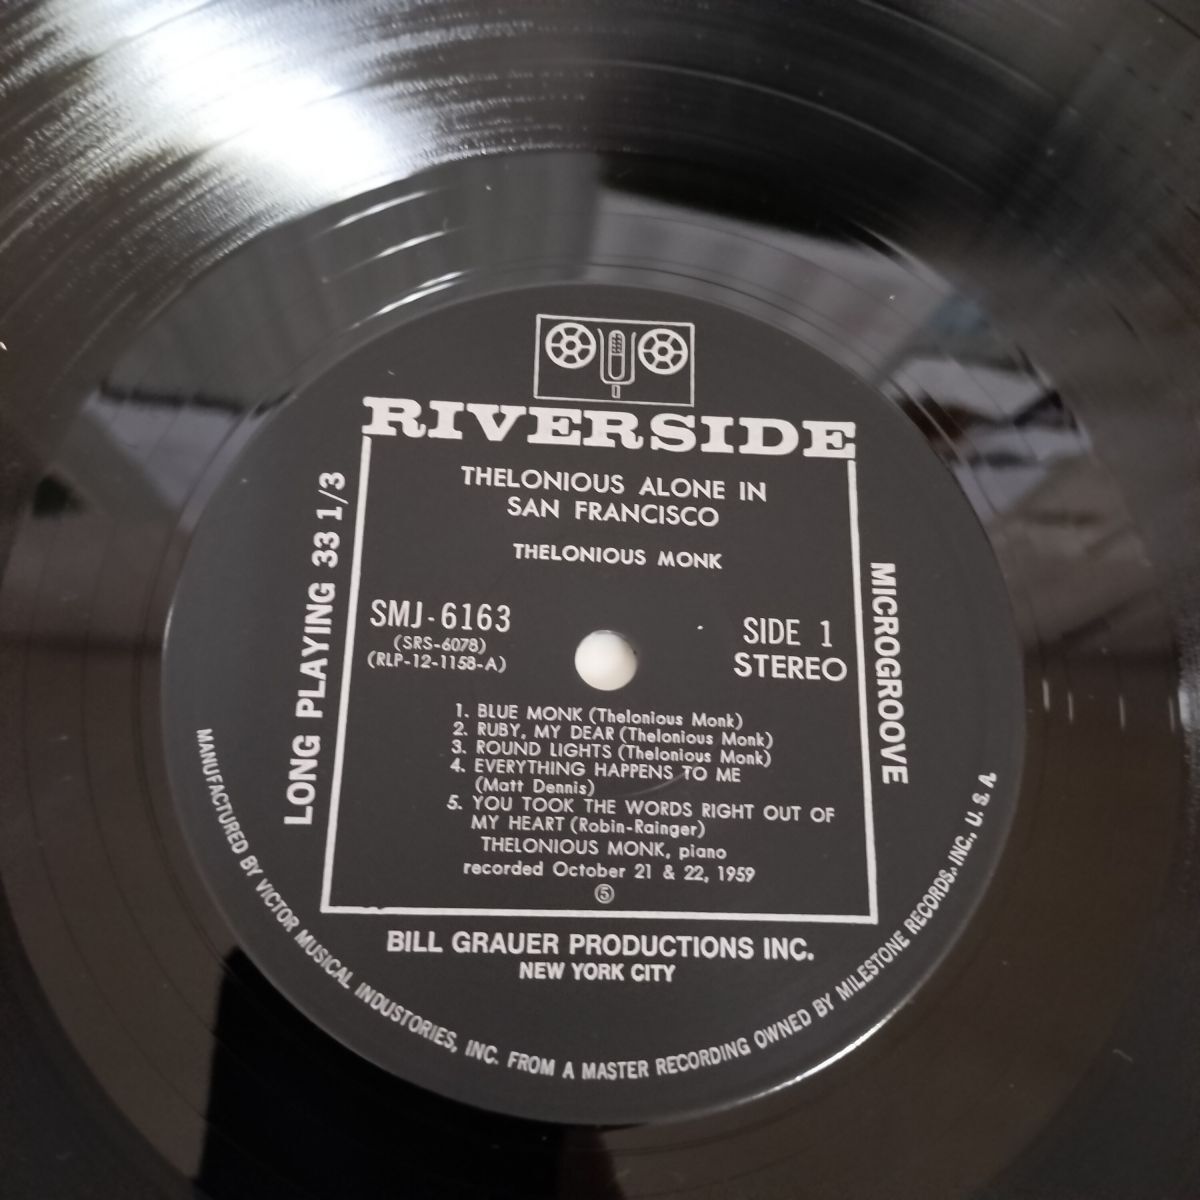 RIVERSIDE
THELONIOUS ALONE IN
SAN FRANCISCO
THELONIOUS MONK
SMJ-6163
(SRS-6078)
(RLP-12-1158-A)
SIDE 1
STEREO
LONG PLAYING 33 1/3
MICROGROOVE
1. BLUE MONK (Thelonious Monk)
2. RUBY, MY DEAR (Thelonious Monk)
3. ROUND LIGHTS (Thelonious Monk)
4. EVERYTHING HAPPENS TO ME
(Matt Dennis)
5. YOU TOOK THE WORDS RIGHT OUT OF
MY HEART (Robin-Rainger)
THELONIOUS MONK, piano
recorded October 21 & 22, 1959
⑤
BILL GRAUER PRODUCTIONS INC.
NEW YORK CITY
MANUFACTURED BY VICTOR MUSICAL INDUSTORIES, INC. FROM A MASTER RECORDING OWNED BY MILESTONE RECORDS, INC., U. S. A.